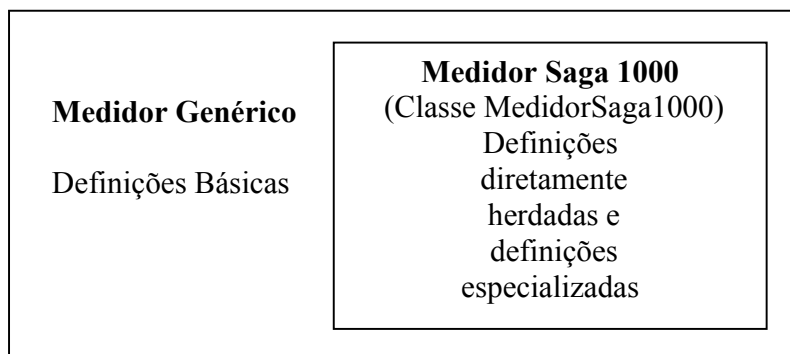 Medidor Genérico
Definições Básicas
Medidor Saga 1000
(Classe MedidorSaga1000)
Definições
diretamente
herdadas e
definições
especializadas